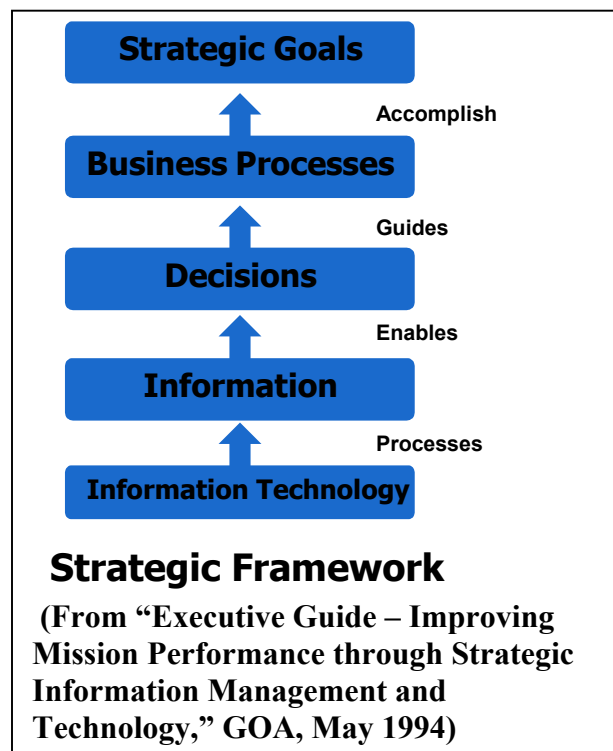 Strategic Goals
Accomplish
Business Processes
Guides
Decisions
Enables
Information
Processes
Information Technology
Strategic Framework
(From “Executive Guide – Improving
Mission Performance through Strategic
Information Management and
Technology,” GOA, May 1994)